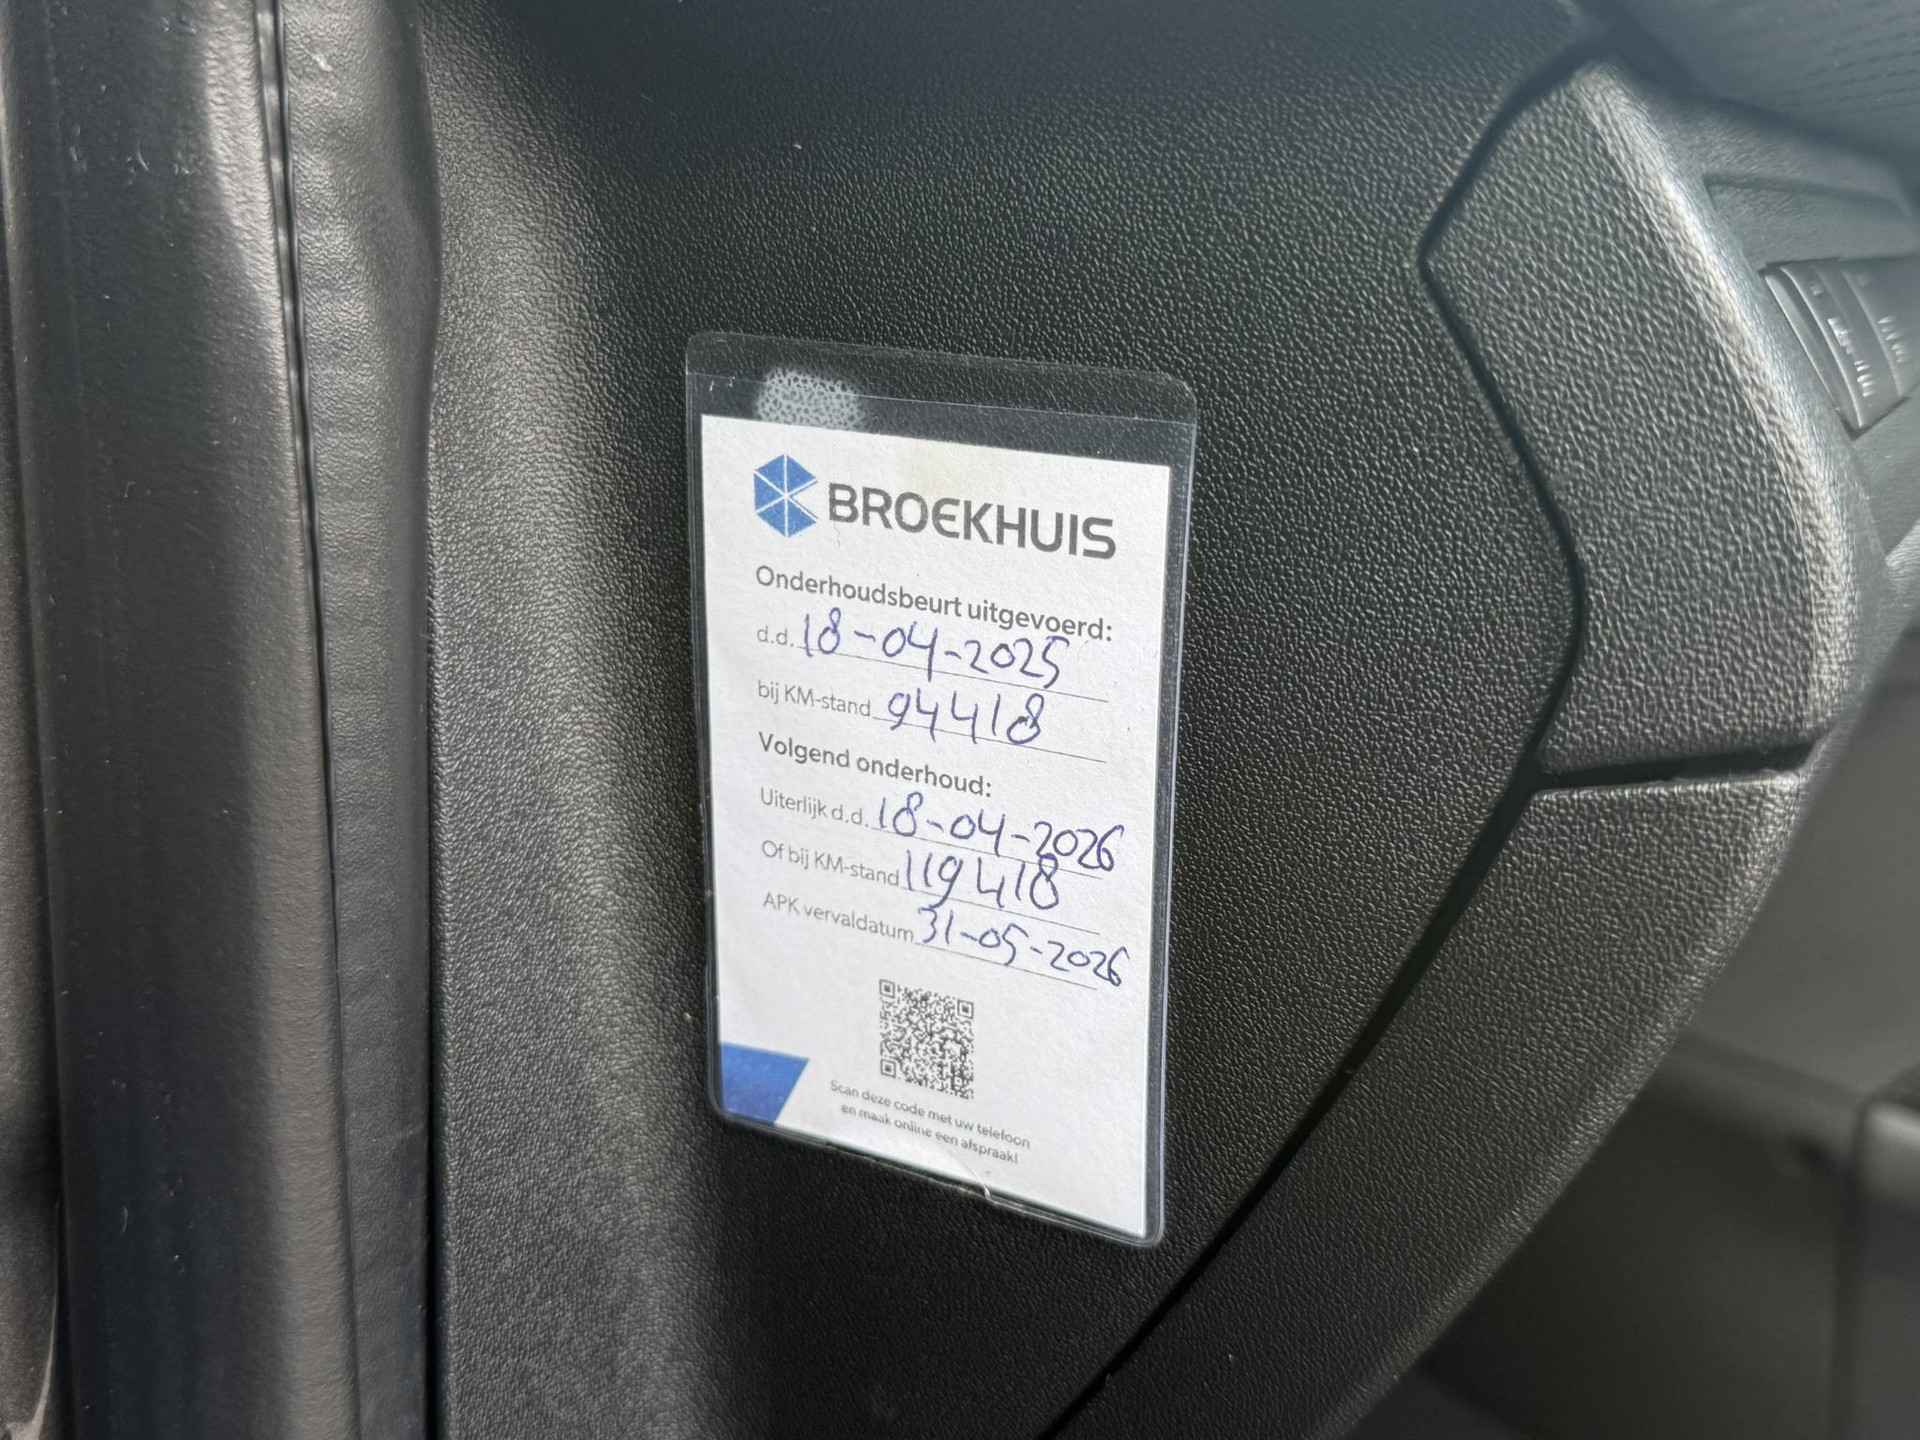 BROEKHUIS
Onderhoudsbeurt uitgevoerd:
d.d. 18-04-2025
bij KM-stand 94418
Volgend onderhoud:
Uiterlijk d.d. 18-04-2026
Of bij KM-stand 119418
APK vervaldatum 31-05-2026
Scan deze code met uw telefoon
en maak online een afspraak!